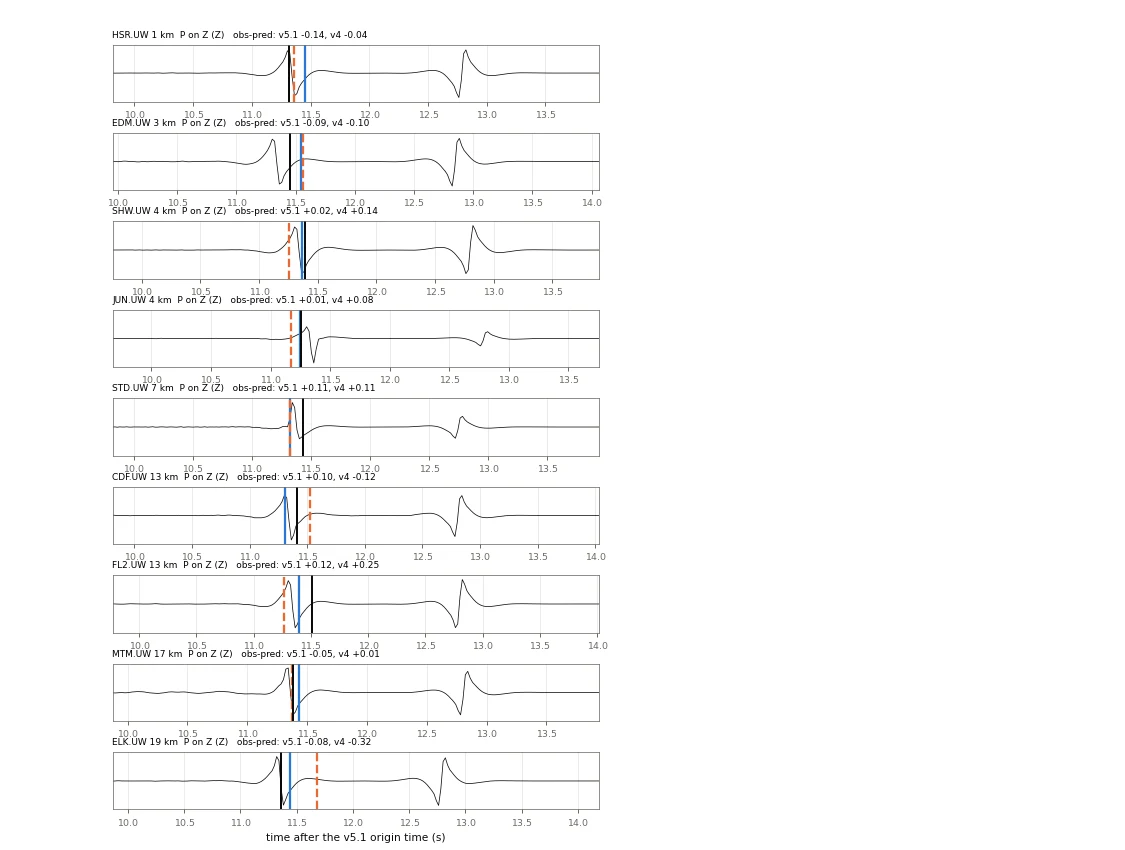 HSR.UW 1 km  P on Z (Z)   obs-pred: v5.1 -0.14, v4 -0.04
10.0 10.5 11.0 11.5 12.0 12.5 13.0 13.5
EDM.UW 3 km  P on Z (Z)   obs-pred: v5.1 -0.09, v4 -0.10
10.0 10.5 11.0 11.5 12.0 12.5 13.0 13.5 14.0
SHW.UW 4 km  P on Z (Z)   obs-pred: v5.1 +0.02, v4 +0.14
10.0 10.5 11.0 11.5 12.0 12.5 13.0 13.5
JUN.UW 4 km  P on Z (Z)   obs-pred: v5.1 +0.01, v4 +0.08
10.0 10.5 11.0 11.5 12.0 12.5 13.0 13.5
STD.UW 7 km  P on Z (Z)   obs-pred: v5.1 +0.11, v4 +0.11
10.0 10.5 11.0 11.5 12.0 12.5 13.0 13.5
CDF.UW 13 km  P on Z (Z)   obs-pred: v5.1 +0.10, v4 -0.12
10.0 10.5 11.0 11.5 12.0 12.5 13.0 13.5 14.0
FL2.UW 13 km  P on Z (Z)   obs-pred: v5.1 +0.12, v4 +0.25
10.0 10.5 11.0 11.5 12.0 12.5 13.0 13.5 14.0
MTM.UW 17 km  P on Z (Z)   obs-pred: v5.1 -0.05, v4 +0.01
10.0 10.5 11.0 11.5 12.0 12.5 13.0 13.5
ELK.UW 19 km  P on Z (Z)   obs-pred: v5.1 -0.08, v4 -0.32
10.0 10.5 11.0 11.5 12.0 12.5 13.0 13.5 14.0
time after the v5.1 origin time (s)